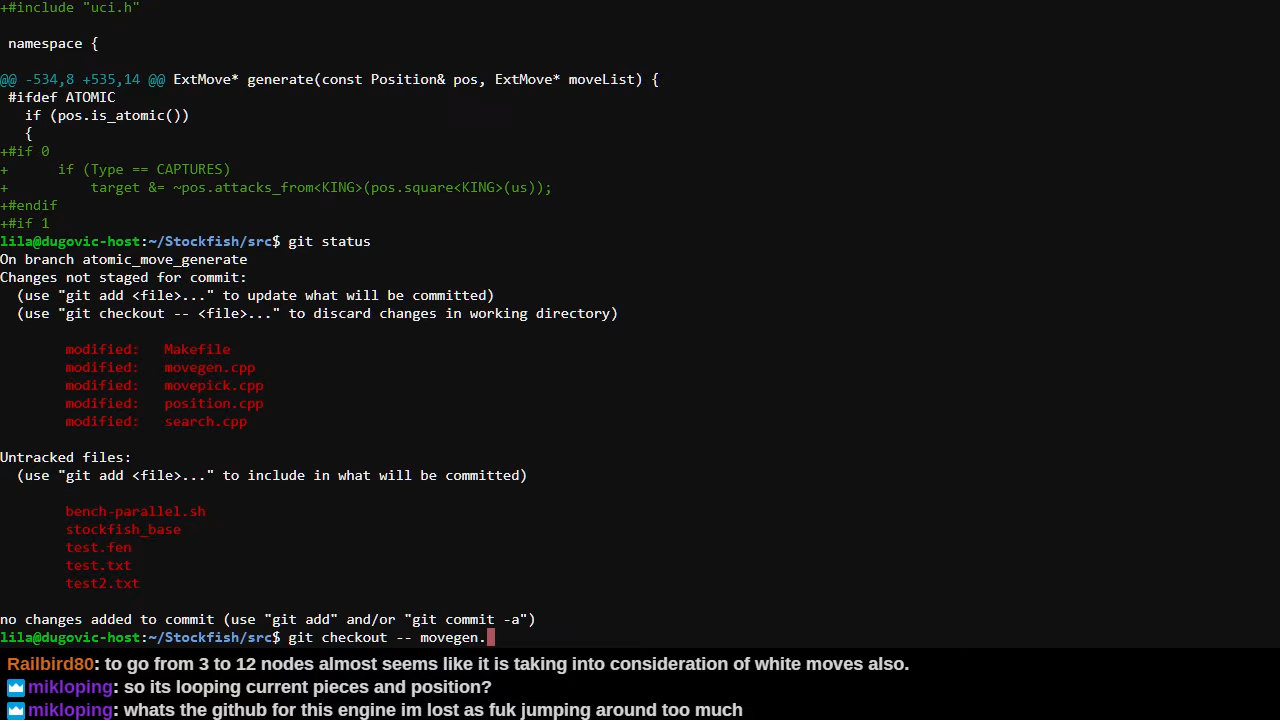 +#include "uci.h"
 namespace {
@@ -534,8 +535,14 @@ ExtMove* generate(const Position& pos, ExtMove* moveList) {
 #ifdef ATOMIC
   if (pos.is_atomic())
   {
+#if 0
+      if (Type == CAPTURES)
+          target &= ~pos.attacks_from<KING>(pos.square<KING>(us));
+#endif
+#if 1
lila@dugovic-host:~/Stockfish/src$ git status
On branch atomic_move_generate
Changes not staged for commit:
  (use "git add <file>..." to update what will be committed)
  (use "git checkout -- <file>..." to discard changes in working directory)
        modified:   Makefile
        modified:   movegen.cpp
        modified:   movepick.cpp
        modified:   position.cpp
        modified:   search.cpp
Untracked files:
  (use "git add <file>..." to include in what will be committed)
        bench-parallel.sh
        stockfish_base
        test.fen
        test.txt
        test2.txt
no changes added to commit (use "git add" and/or "git commit -a")
lila@dugovic-host:~/Stockfish/src$ git checkout -- movegen.
Railbird80: to go from 3 to 12 nodes almost seems like it is taking into consideration of white moves also.
mikloping: so its looping current pieces and position?
mikloping: whats the github for this engine im lost as fuk jumping around too much